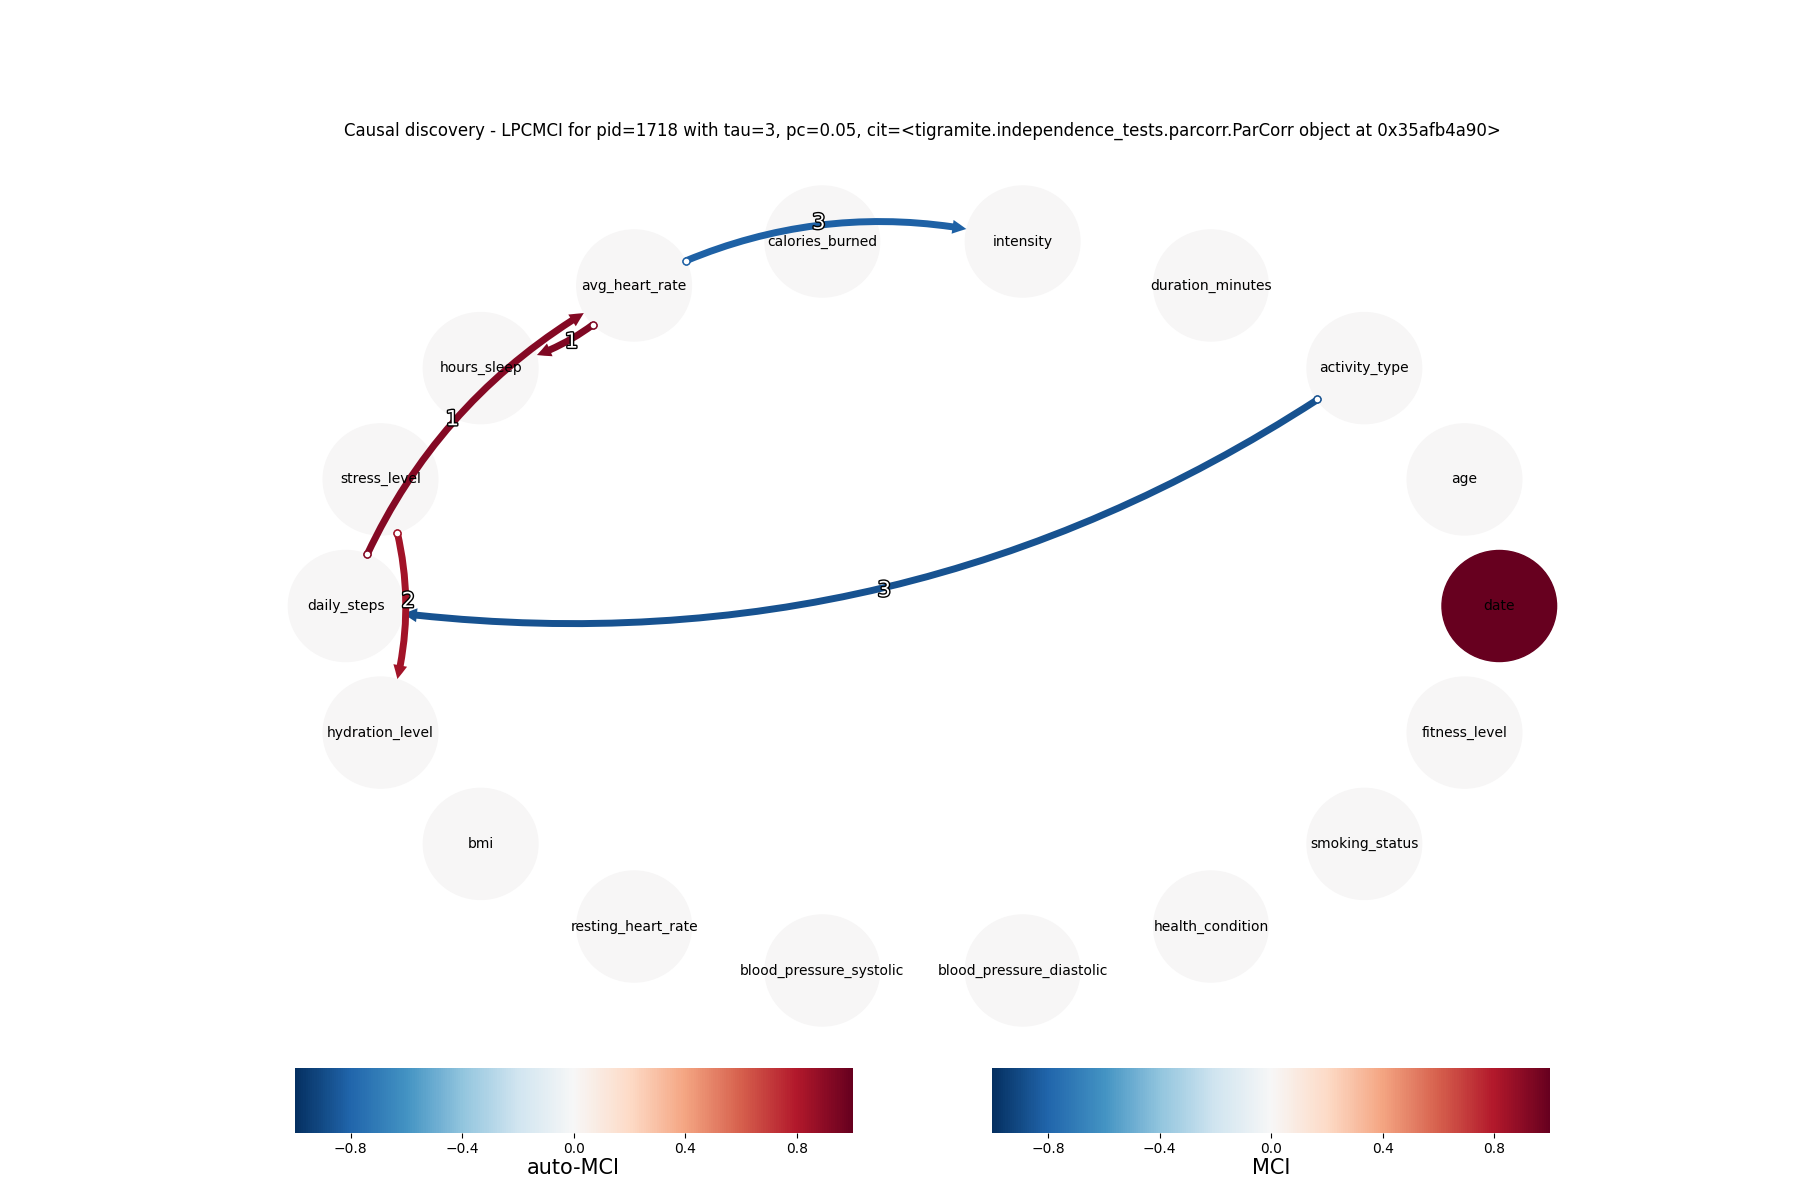 Causal discovery - LPCMCI for pid=1718 with tau=3, pc=0.05, cit=<tigramite.independence_tests.parcorr.ParCorr object at 0x35afb4a90>
3
calories_burned
intensity
avg_heart_rate
duration_minutes
1
hours_sleep
activity_type
1
stress_level
age
3
2
daily_steps
date
hydration_level
fitness_level
bmi
smoking_status
resting_heart_rate
health_condition
blood_pressure_systolic
blood_pressure_diastolic
−0.8 −0.4 0.0 0.4 0.8
auto-MCI
−0.8 −0.4 0.0 0.4 0.8
MCI